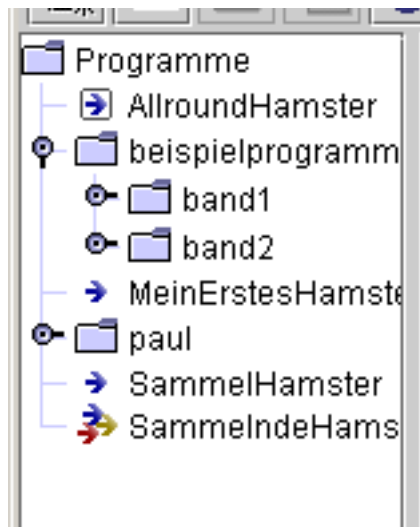 Programme
AllroundHamster
beispielprogramm
band1
band2
MeinErstesHamste
paul
SammelHamster
SammelndeHams